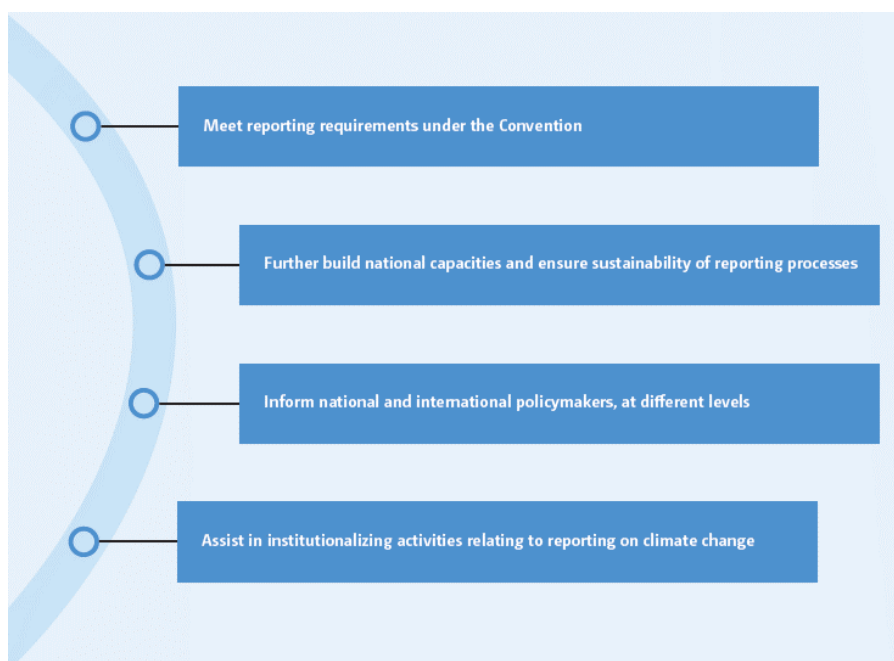 Meet reporting requirements under the Convention
Further build national capacities and ensure sustainability of reporting processes
Inform national and international policymakers, at different levels
Assist in institutionalizing activities relating to reporting on climate change